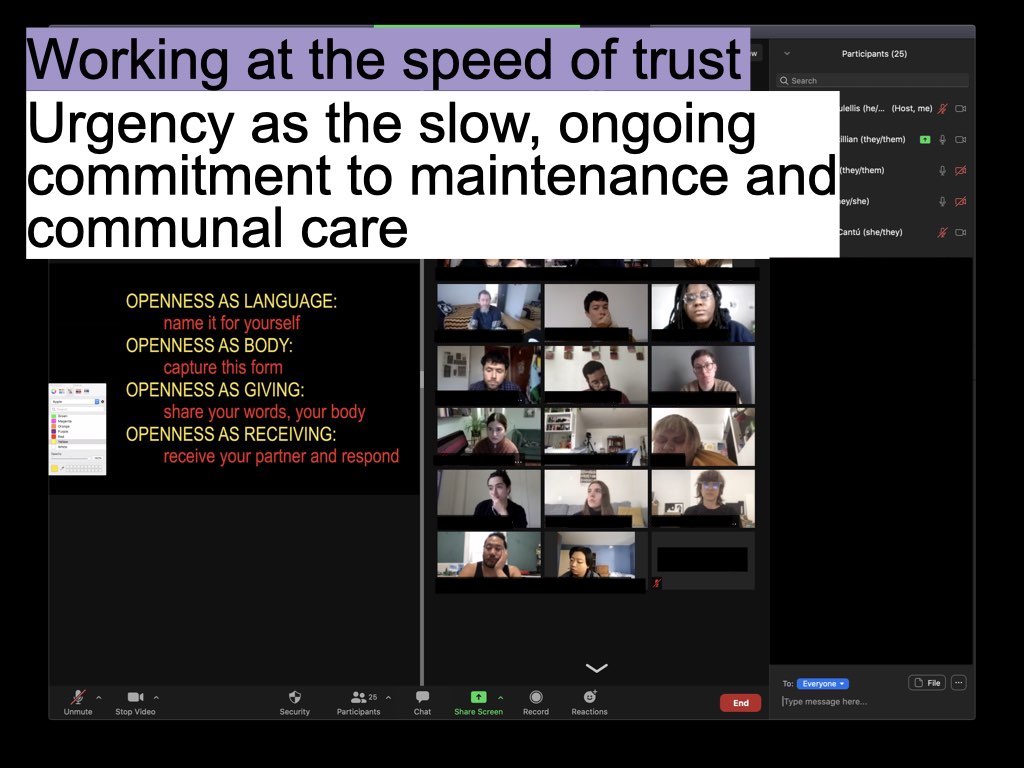 Working at the speed of trust
Urgency as the slow, ongoing
commitment to maintenance and
communal care
Participants (25)
Search
(he/... (Host, me)
(they/them)
(they/them)
Cantú (she/they)
OPENNESS AS LANGUAGE:
name it for yourself
OPENNESS AS BODY:
capture this form
OPENNESS AS GIVING:
share your words, your body
OPENNESS AS RECEIVING:
receive your partner and respond
To: Everyone
File
Type message here...
Unmute
Stop Video
Security
Participants 25
Chat
Share Screen
Record
Reactions
End